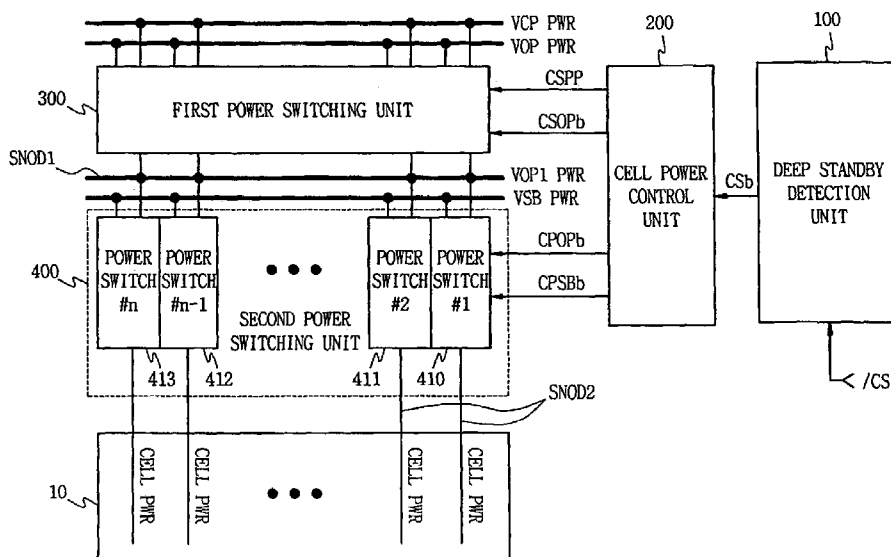 VCP PWR
VOP PWR
200
100
300
FIRST POWER SWITCHING UNIT
CSPP
CSOPb
SNOD1
VOP1 PWR
VSB PWR
CELL POWER
CONTROL
UNIT
CSb
DEEP STANDBY
DETECTION
UNIT
400
POWER
SWITCH
#n
POWER
SWITCH
#n-1
SECOND POWER
SWITCHING UNIT
POWER
SWITCH
#2
POWER
SWITCH
#1
CPOPb
CPSBb
413
412
411
410
/CS
SNOD2
10
CELL PWR
CELL PWR
CELL PWR
CELL PWR